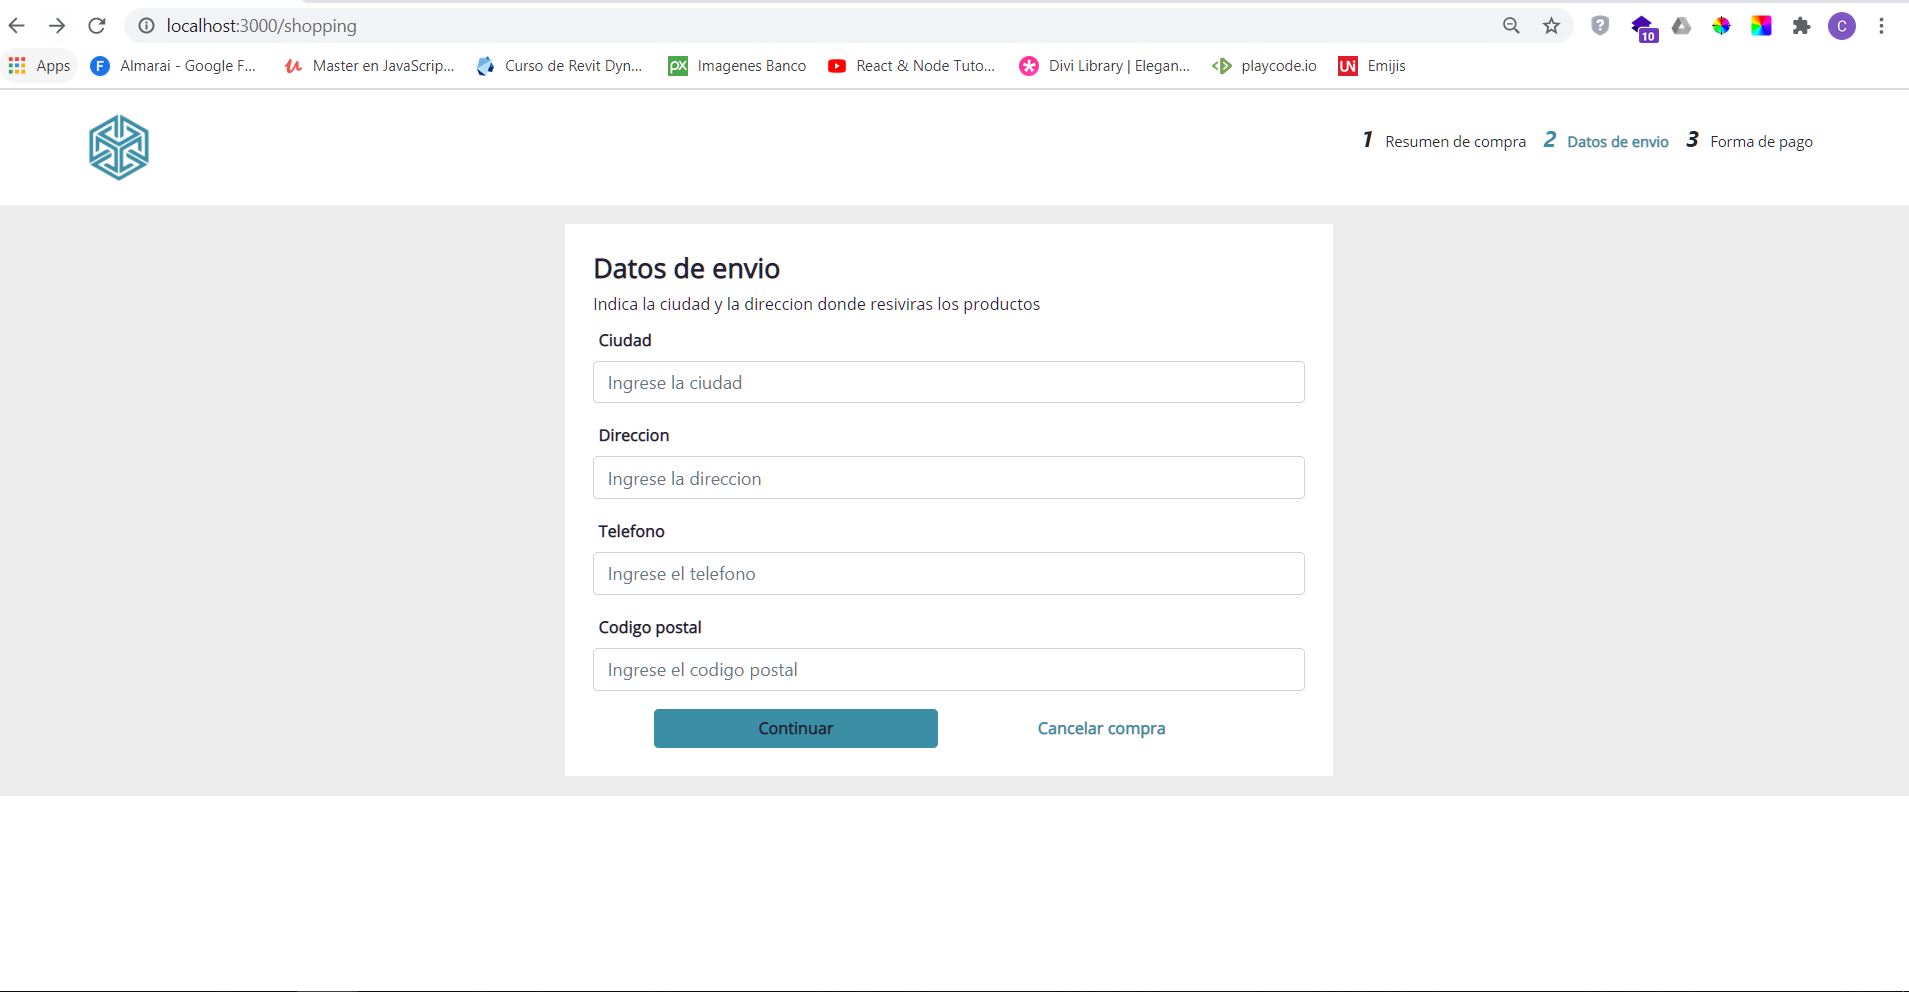 localhost:3000/shopping
10
C
Apps
F
Almarai - Google F...
Master en JavaScrip...
Curso de Revit Dyn...
PX
Imagenes Banco
React & Node Tuto...
Divi Library | Elegan...
playcode.io
UN
Emijis
1 Resumen de compra 2 Datos de envio 3 Forma de pago
Datos de envio
Indica la ciudad y la direccion donde resiviras los productos
Ciudad
Ingrese la ciudad
Direccion
Ingrese la direccion
Telefono
Ingrese el telefono
Codigo postal
Ingrese el codigo postal
Continuar
Cancelar compra